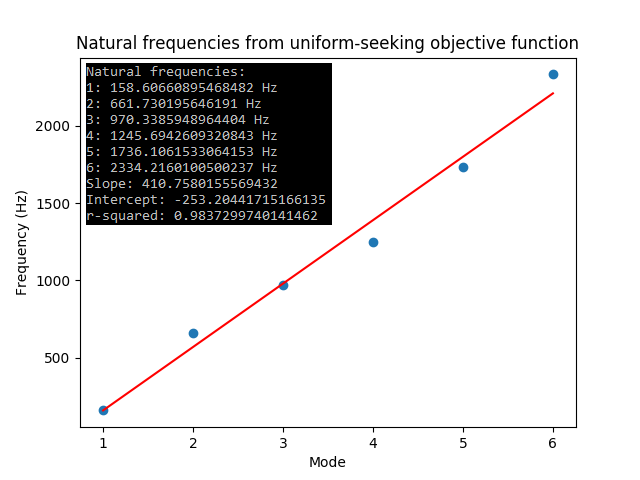 Natural frequencies from uniform-seeking objective function
Natural frequencies:
1: 158.60660895468482 Hz
2: 661.730195646191 Hz
3: 970.3385948964404 Hz
4: 1245.6942609320843 Hz
5: 1736.1061533064153 Hz
6: 2334.2160100500237 Hz
Slope: 410.7580155569432
Intercept: -253.20441715166135
r-squared: 0.9837299740141462
Frequency (Hz)
2000
1500
1000
500
1 2 3 4 5 6
Mode